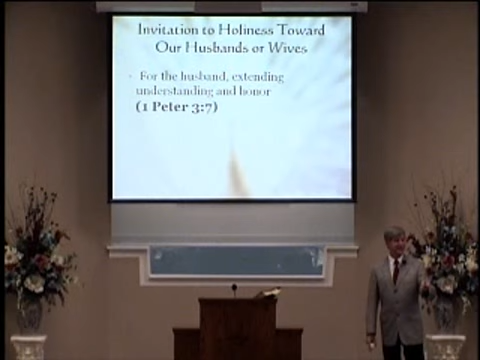 Invitation to Holiness Toward
Our Husbands or Wives
- For the husband, extending
understanding and honor
(1 Peter 3:7)